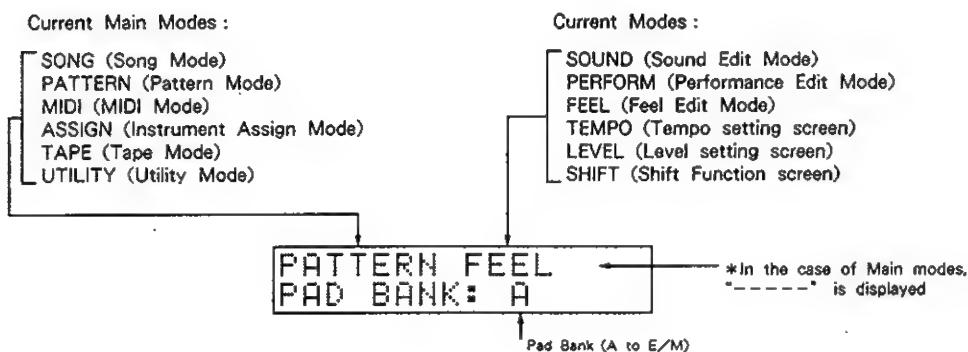 Current Main Modes :
SONG (Song Mode)
PATTERN (Pattern Mode)
MIDI (MIDI Mode)
ASSIGN (Instrument Assign Mode)
TAPE (Tape Mode)
UTILITY (Utility Mode)
Current Modes :
SOUND (Sound Edit Mode)
PERFORM (Performance Edit Mode)
FEEL (Feel Edit Mode)
TEMPO (Tempo setting screen)
LEVEL (Level setting screen)
SHIFT (Shift Function screen)
PATTERN FEEL
PAD BANK: A
*In the case of Main modes,
"------" is displayed
Pad Bank (A to E/M)